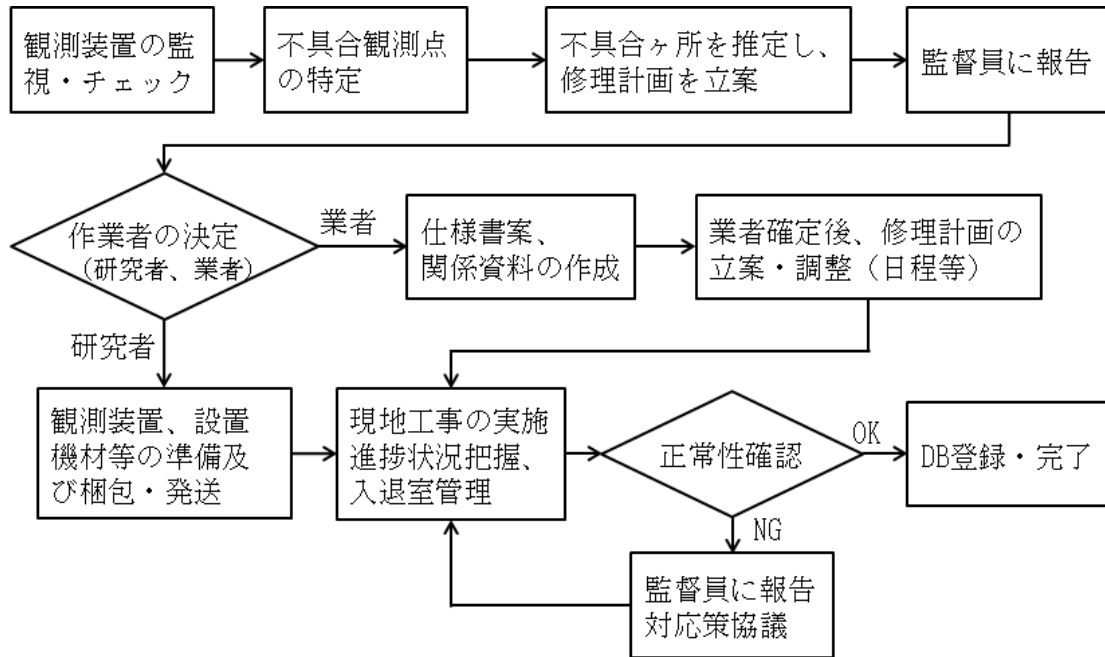 観測装置の監
視・チェック
不具合観測点
の特定
不具合ヶ所を推定し、
修理計画を立案
監督員に報告
作業者の決定
(研究者、業者)
業者
仕様書案、
関係資料の作成
業者確定後、修理計画の
立案・調整（日程等）
研究者
観測装置、設置
機材等の準備及
び梱包・発送
現地工事の実施
進捗状況把握、
入退室管理
正常性確認
OK
DB登録・完了
NG
監督員に報告
対応策協議